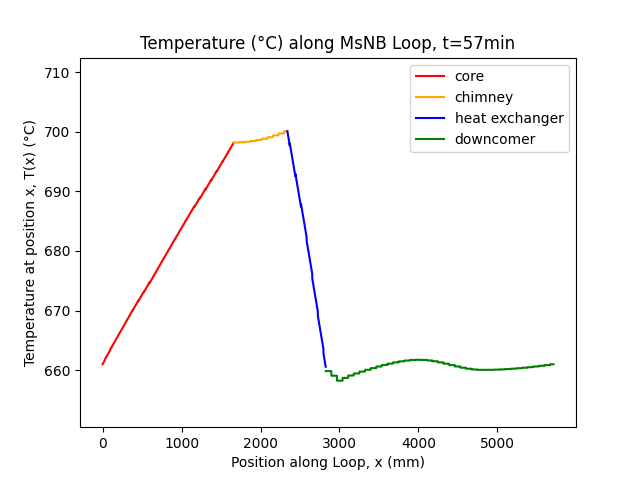 Temperature (°C) along MsNB Loop, t=57min
Temperature at position x, T(x) (°C)
710
700
690
680
670
660
core
chimney
heat exchanger
downcomer
0
1000
2000
3000
4000
5000
Position along Loop, x (mm)